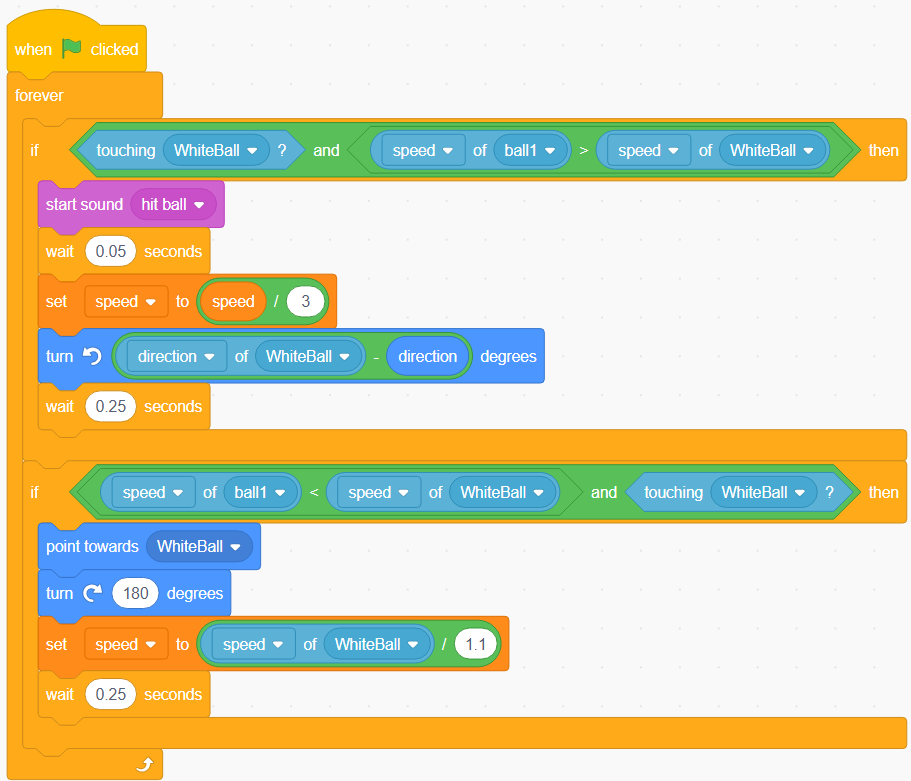 when clicked
forever
if touching WhiteBall ? and speed of ball1 > speed of WhiteBall then
start sound hit ball
wait 0.05 seconds
set speed to speed / 3
turn direction of WhiteBall - direction degrees
wait 0.25 seconds
if speed of ball1 < speed of WhiteBall and touching WhiteBall ? then
point towards WhiteBall
turn 180 degrees
set speed to speed of WhiteBall / 1.1
wait 0.25 seconds